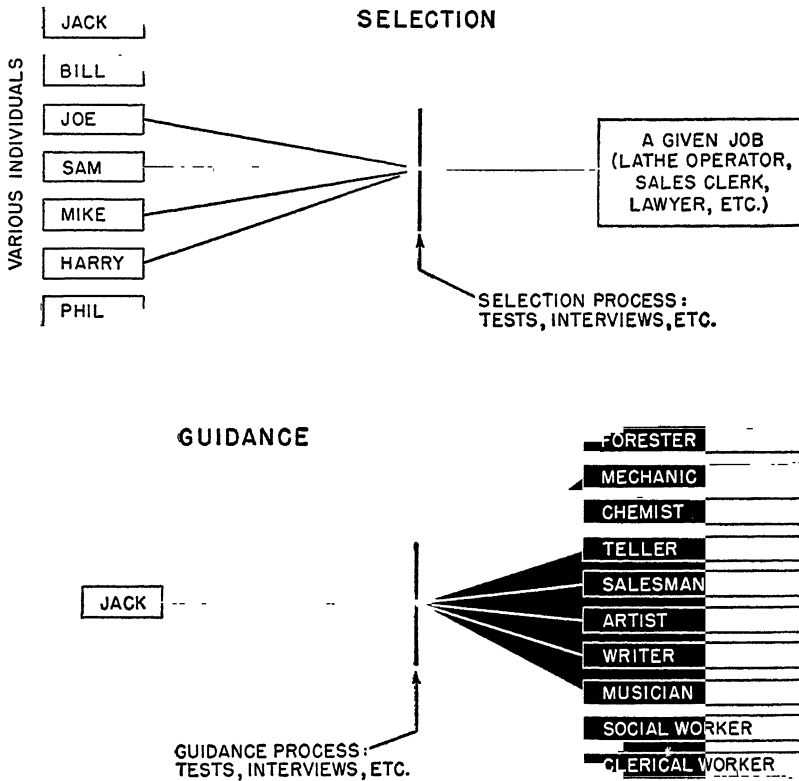 SELECTION
VARIOUS INDIVIDUALS
JACK
BILL
JOE
SAM
MIKE
HARRY
PHIL
A GIVEN JOB
(LATHE OPERATOR,
SALES CLERK,
LAWYER, ETC.)
SELECTION PROCESS:
TESTS, INTERVIEWS, ETC.
GUIDANCE
JACK
GUIDANCE PROCESS:
TESTS, INTERVIEWS, ETC.
FORESTER
MECHANIC
CHEMIST
TELLER
SALESMAN
ARTIST
WRITER
MUSICIAN
SOCIAL WORKER
CLERICAL WORKER